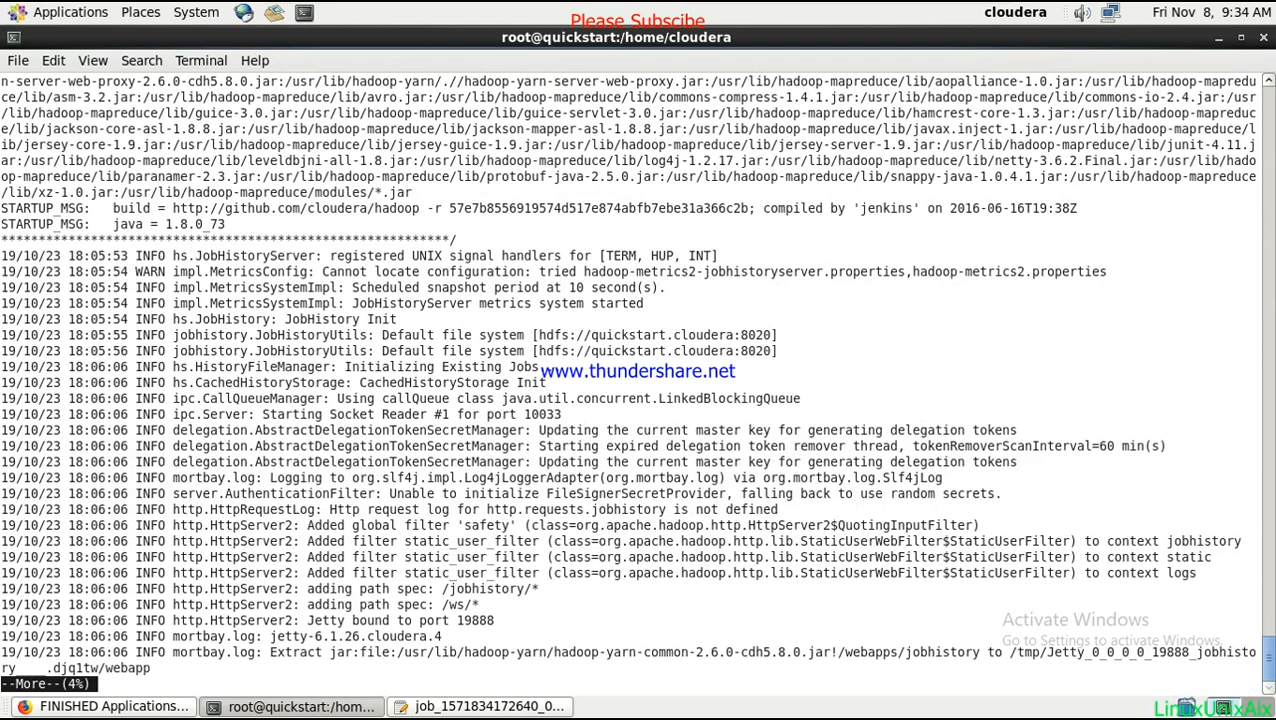 Applications Places System cloudera Fri Nov 8, 9:34 AM
Please Subscibe
root@quickstart:/home/cloudera
File Edit View Search Terminal Help
n-server-web-proxy-2.6.0-cdh5.8.0.jar:/usr/lib/hadoop-yarn/.//hadoop-yarn-server-web-proxy.jar:/usr/lib/hadoop-mapreduce/lib/aopalliance-1.0.jar:/usr/lib/hadoop-mapredu
ce/lib/asm-3.2.jar:/usr/lib/hadoop-mapreduce/lib/avro.jar:/usr/lib/hadoop-mapreduce/lib/commons-compress-1.4.1.jar:/usr/lib/hadoop-mapreduce/lib/commons-io-2.4.jar:/usr
/lib/hadoop-mapreduce/lib/guice-3.0.jar:/usr/lib/hadoop-mapreduce/lib/guice-servlet-3.0.jar:/usr/lib/hadoop-mapreduce/lib/hamcrest-core-1.3.jar:/usr/lib/hadoop-mapreduc
e/lib/jackson-core-asl-1.8.8.jar:/usr/lib/hadoop-mapreduce/lib/jackson-mapper-asl-1.8.8.jar:/usr/lib/hadoop-mapreduce/lib/javax.inject-1.jar:/usr/lib/hadoop-mapreduce/l
ib/jersey-core-1.9.jar:/usr/lib/hadoop-mapreduce/lib/jersey-guice-1.9.jar:/usr/lib/hadoop-mapreduce/lib/jersey-server-1.9.jar:/usr/lib/hadoop-mapreduce/lib/junit-4.11.j
ar:/usr/lib/hadoop-mapreduce/lib/leveldbjni-all-1.8.jar:/usr/lib/hadoop-mapreduce/lib/log4j-1.2.17.jar:/usr/lib/hadoop-mapreduce/lib/netty-3.6.2.Final.jar:/usr/lib/hado
op-mapreduce/lib/paranamer-2.3.jar:/usr/lib/hadoop-mapreduce/lib/protobuf-java-2.5.0.jar:/usr/lib/hadoop-mapreduce/lib/snappy-java-1.0.4.1.jar:/usr/lib/hadoop-mapreduce
/lib/xz-1.0.jar:/usr/lib/hadoop-mapreduce/modules/*.jar
STARTUP_MSG: build = http://github.com/cloudera/hadoop -r 57e7b8556919574d517e874abfb7ebe31a366c2b; compiled by 'jenkins' on 2016-06-16T19:38Z
STARTUP_MSG: java = 1.8.0_73
************************************************************/
19/10/23 18:05:53 INFO hs.JobHistoryServer: registered UNIX signal handlers for [TERM, HUP, INT]
19/10/23 18:05:54 WARN impl.MetricsConfig: Cannot locate configuration: tried hadoop-metrics2-jobhistoryserver.properties,hadoop-metrics2.properties
19/10/23 18:05:54 INFO impl.MetricsSystemImpl: Scheduled snapshot period at 10 second(s).
19/10/23 18:05:54 INFO impl.MetricsSystemImpl: JobHistoryServer metrics system started
19/10/23 18:05:54 INFO hs.JobHistory: JobHistory Init
19/10/23 18:05:55 INFO jobhistory.JobHistoryUtils: Default file system [hdfs://quickstart.cloudera:8020]
19/10/23 18:05:56 INFO jobhistory.JobHistoryUtils: Default file system [hdfs://quickstart.cloudera:8020]
19/10/23 18:06:06 INFO hs.HistoryFileManager: Initializing Existing Jobs
www.thundershare.net
19/10/23 18:06:06 INFO hs.CachedHistoryStorage: CachedHistoryStorage Init
19/10/23 18:06:06 INFO ipc.CallQueueManager: Using callQueue class java.util.concurrent.LinkedBlockingQueue
19/10/23 18:06:06 INFO ipc.Server: Starting Socket Reader #1 for port 10033
19/10/23 18:06:06 INFO delegation.AbstractDelegationTokenSecretManager: Updating the current master key for generating delegation tokens
19/10/23 18:06:06 INFO delegation.AbstractDelegationTokenSecretManager: Starting expired delegation token remover thread, tokenRemoverScanInterval=60 min(s)
19/10/23 18:06:06 INFO delegation.AbstractDelegationTokenSecretManager: Updating the current master key for generating delegation tokens
19/10/23 18:06:06 INFO mortbay.log: Logging to org.slf4j.impl.Log4jLoggerAdapter(org.mortbay.log) via org.mortbay.log.Slf4jLog
19/10/23 18:06:06 INFO server.AuthenticationFilter: Unable to initialize FileSignerSecretProvider, falling back to use random secrets.
19/10/23 18:06:06 INFO http.HttpRequestLog: Http request log for http.requests.jobhistory is not defined
19/10/23 18:06:06 INFO http.HttpServer2: Added global filter 'safety' (class=org.apache.hadoop.http.HttpServer2$QuotingInputFilter)
19/10/23 18:06:06 INFO http.HttpServer2: Added filter static_user_filter (class=org.apache.hadoop.http.lib.StaticUserWebFilter$StaticUserFilter) to context jobhistory
19/10/23 18:06:06 INFO http.HttpServer2: Added filter static_user_filter (class=org.apache.hadoop.http.lib.StaticUserWebFilter$StaticUserFilter) to context static
19/10/23 18:06:06 INFO http.HttpServer2: Added filter static_user_filter (class=org.apache.hadoop.http.lib.StaticUserWebFilter$StaticUserFilter) to context logs
19/10/23 18:06:06 INFO http.HttpServer2: adding path spec: /jobhistory/*
19/10/23 18:06:06 INFO http.HttpServer2: adding path spec: /ws/*
19/10/23 18:06:06 INFO http.HttpServer2: Jetty bound to port 19888
19/10/23 18:06:06 INFO mortbay.log: jetty-6.1.26.cloudera.4
Activate Windows
Go to Settings to activate Windows.
19/10/23 18:06:06 INFO mortbay.log: Extract jar:file:/usr/lib/hadoop-yarn/hadoop-yarn-common-2.6.0-cdh5.8.0.jar!/webapps/jobhistory to /tmp/Jetty_0_0_0_0_19888_jobhisto
ry____.djq1tw/webapp
--More--(4%)
FINISHED Applications... root@quickstart:/hom... job_1571834172640_0...
LinuxUnixAix